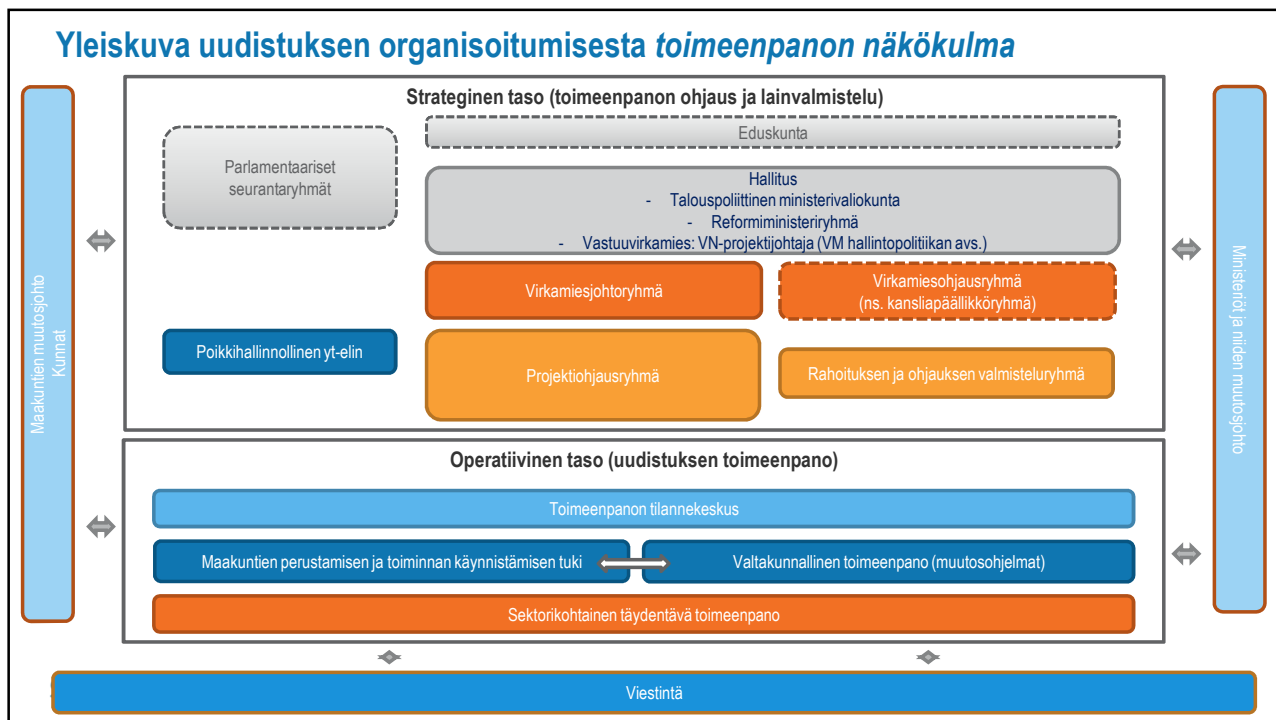 Yleiskuva uudistuksen organisoitumisesta toimeenpanon näkökulma
Strateginen taso (toimeenpanon ohjaus ja lainvalmistelu)
Eduskunta
Parlamentaariset
seurantaryhmät
Hallitus
- Talouspoliittinen ministerivaliokunta
- Reformiministeriryhmä
- Vastuuvirkamies: VN-projektijohtaja (VM hallintopolitiikan avs.)
Virkamiesjohtoryhmä
Virkamiesohjausryhmä
(ns. kansliapäällikköryhmä)
Poikkihallinnollinen yt-elin
Projektiohjausryhmä
Rahoituksen ja ohjauksen valmisteluryhmä
Maakuntien muutosjohto
Kunnat
Ministeriöt ja niiden muutosjohto
Operatiivinen taso (uudistuksen toimeenpano)
Toimeenpanon tilannekeskus
Maakuntien perustamisen ja toiminnan käynnistämisen tuki
Valtakunnallinen toimeenpano (muutosohjelmat)
Sektorikohtainen täydentävä toimeenpano
Viestintä